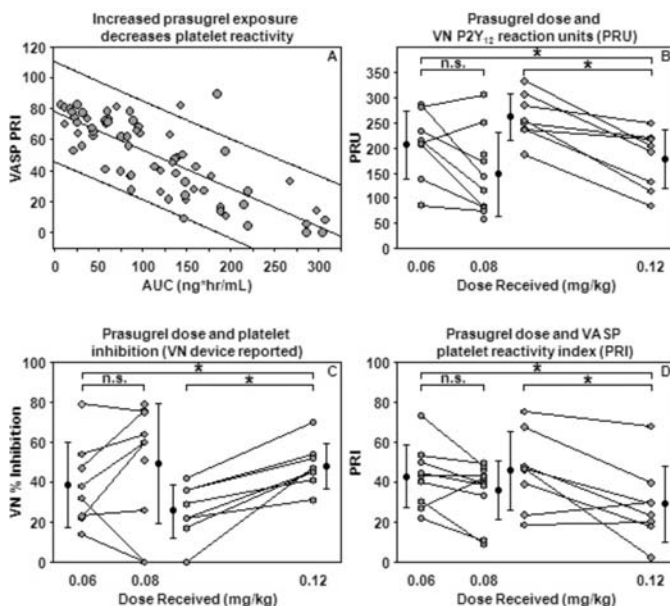 Increased prasugrel exposure
decreases platelet reactivity
A
120
100
80
60
40
20
0
VASP PRI
0 50 100 150 200 250 300
AUC (ng*hr/mL)
Prasugrel dose and
VN P2Y12 reaction units (PRU)
B
*
n.s.
*
350
300
250
200
150
100
50
0
PRU
0.06 0.08 0.12
Dose Received (mg/kg)
Prasugrel dose and platelet
inhibition (VN device reported)
C
*
n.s.
*
100
80
60
40
20
0
VN % Inhibition
0.06 0.08 0.12
Dose Received (mg/kg)
Prasugrel dose and VASP
platelet reactivity index (PRI)
D
*
n.s.
*
100
80
60
40
20
0
PRI
0.06 0.08 0.12
Dose Received (mg/kg)